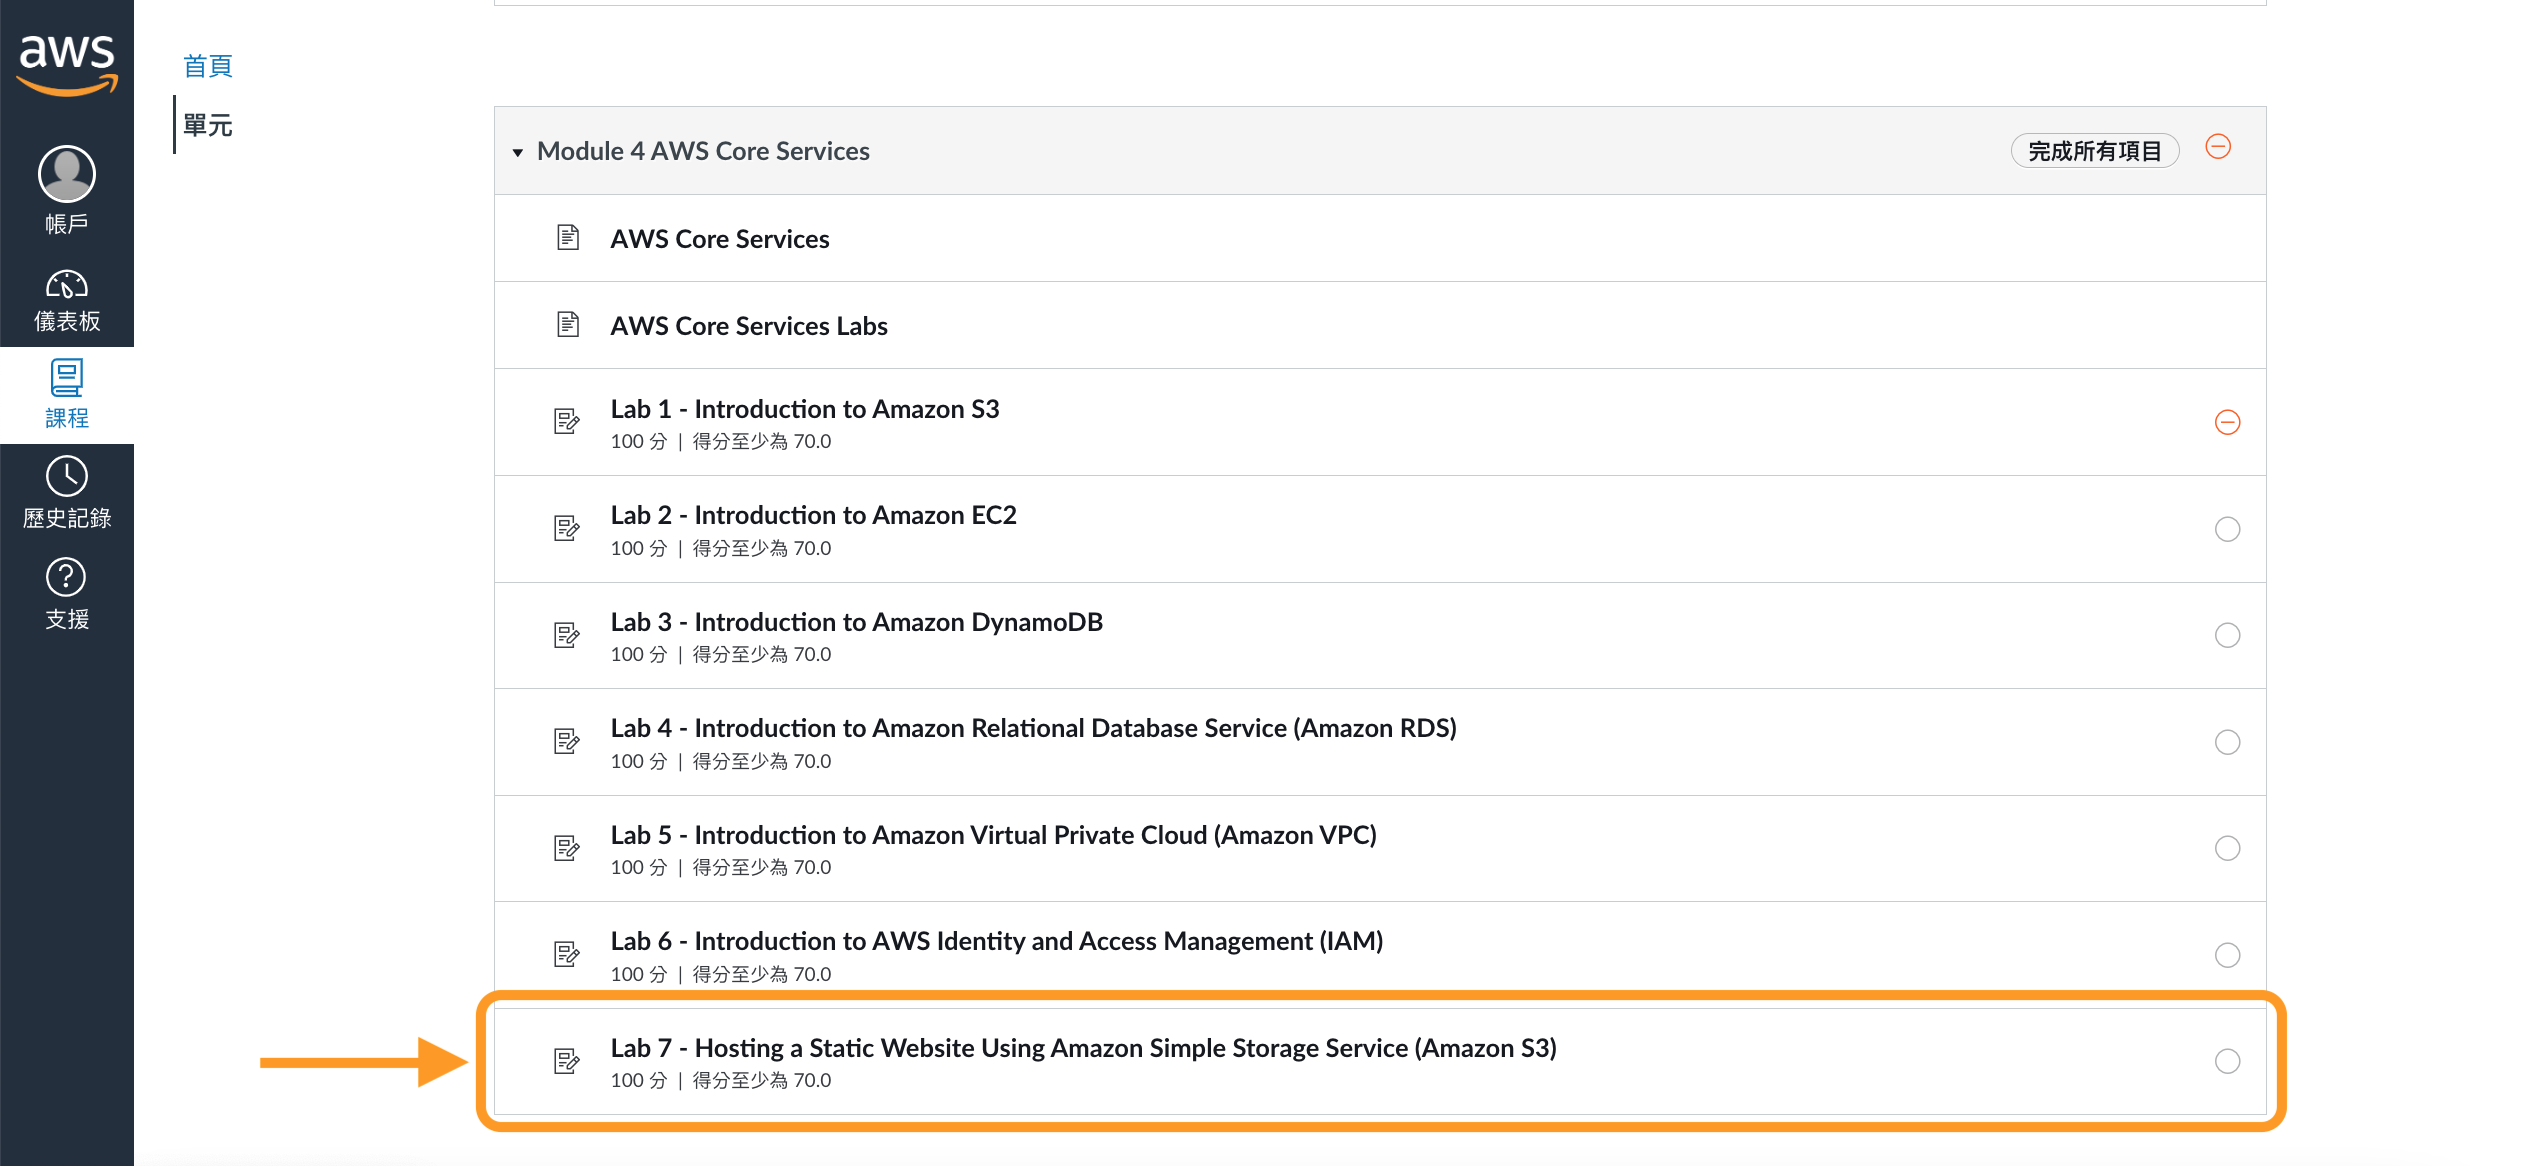 aws
帳戶
儀表板
課程
歷史記錄
支援
首頁
單元
Module 4 AWS Core Services
完成所有項目
AWS Core Services
AWS Core Services Labs
Lab 1 - Introduction to Amazon S3
100 分 | 得分至少為 70.0
Lab 2 - Introduction to Amazon EC2
100 分 | 得分至少為 70.0
Lab 3 - Introduction to Amazon DynamoDB
100 分 | 得分至少為 70.0
Lab 4 - Introduction to Amazon Relational Database Service (Amazon RDS)
100 分 | 得分至少為 70.0
Lab 5 - Introduction to Amazon Virtual Private Cloud (Amazon VPC)
100 分 | 得分至少為 70.0
Lab 6 - Introduction to AWS Identity and Access Management (IAM)
100 分 | 得分至少為 70.0
Lab 7 - Hosting a Static Website Using Amazon Simple Storage Service (Amazon S3)
100 分 | 得分至少為 70.0